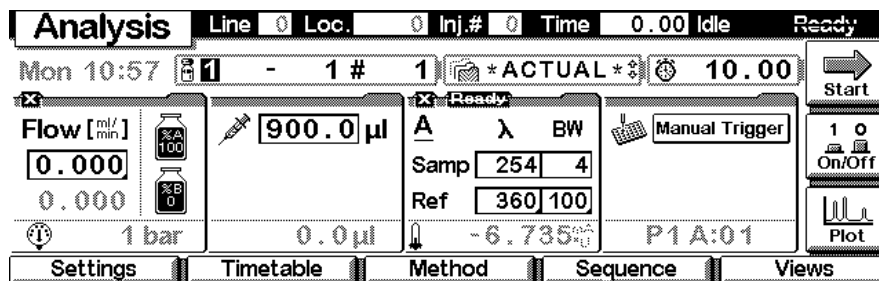 Analysis Line 0 Loc. 0 Inj.# 0 Time 0.00 Idle Ready
Mon 10:57 1 - 1 # 1 *ACTUAL* 10.00
Start
X X Ready
Flow [ml/min] %A 100 900.0 µl A λ BW Manual Trigger
1 0
On/Off
0.000 Samp 254 4
0.000 %B 0 Ref 360 100
1 bar 0.0 µl -6.735 P1 A:01
Plot
Settings Timetable Method Sequence Views